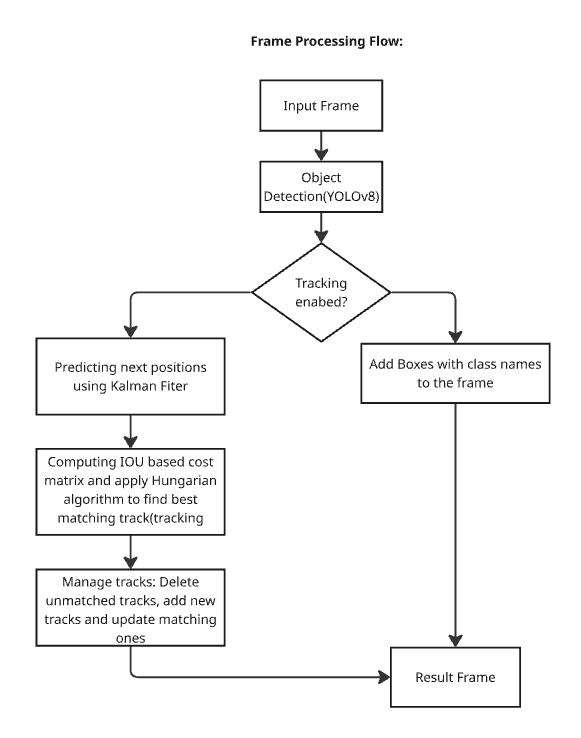 Frame Processing Flow:
Input Frame
Object
Detection(YOLOv8)
Tracking
enabed?
Predicting next positions
using Kalman Fiter
Add Boxes with class names
to the frame
Computing IOU based cost
matrix and apply Hungarian
algorithm to find best
matching track(tracking
Manage tracks: Delete
unmatched tracks, add new
tracks and update matching
ones
Result Frame